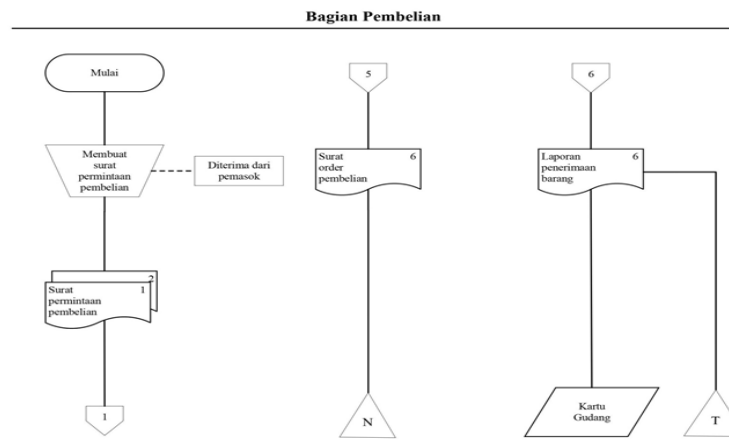 Bagian Pembelian
Mulai
Membuat
surat
permintaan
pembelian
Diterima dari
pemasok
2
Surat 1
permintaan
pembelian
1
5
Surat 6
order
pembelian
N
6
Laporan 6
penerimaan
barang
Kartu
Gudang
T